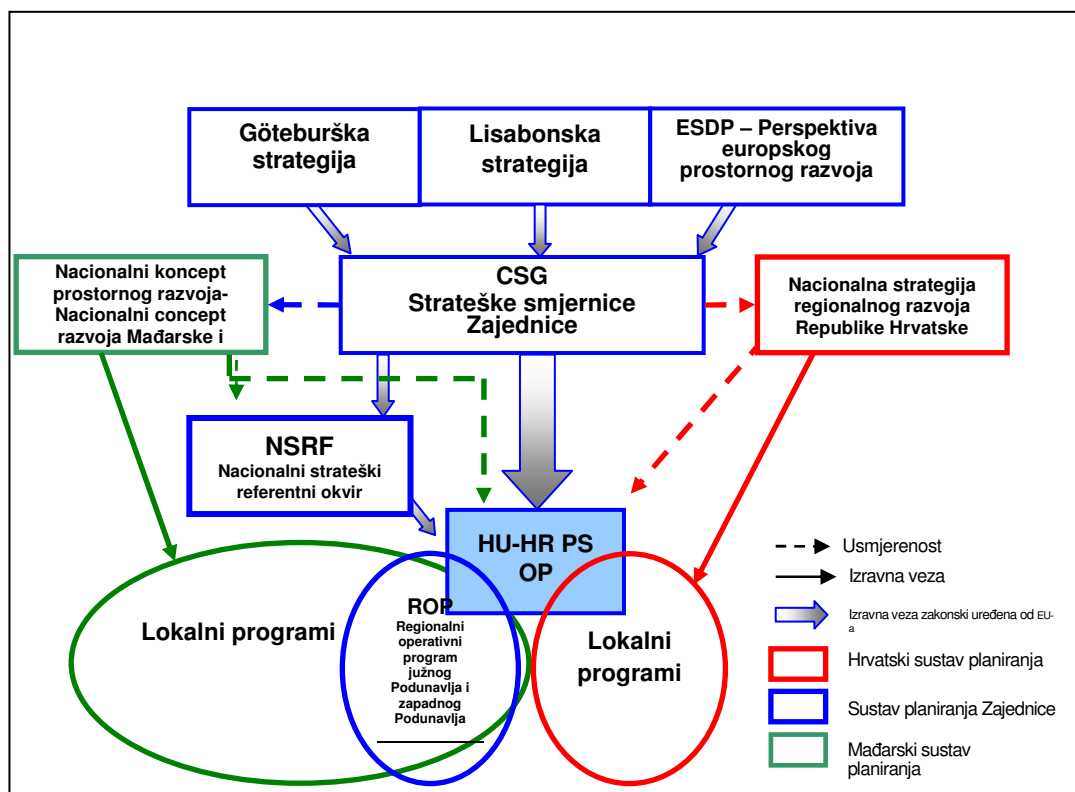 Göteburška
strategija
Lisabonska
strategija
ESDP – Perspektiva
europskog
prostornog razvoja
Nacionalni koncept
prostornog razvoja-
Nacionalni concept
razvoja Mađarske i
CSG
Strateške smjernice
Zajednice
Nacionalna strategija
regionalnog razvoja
Republike Hrvatske
NSRF
Nacionalni strateški
referentni okvir
HU-HR PS
OP
Lokalni programi
ROP
Regionalni
operativni
program
južnog
Podunavlja i
zapadnog
Podunavlja
Lokalni
programi
Usmjerenost
Izravna veza
Izravna veza zakonski uređena od EU-
a
Hrvatski sustav planiranja
Sustav planiranja Zajednice
Mađarski sustav
planiranja